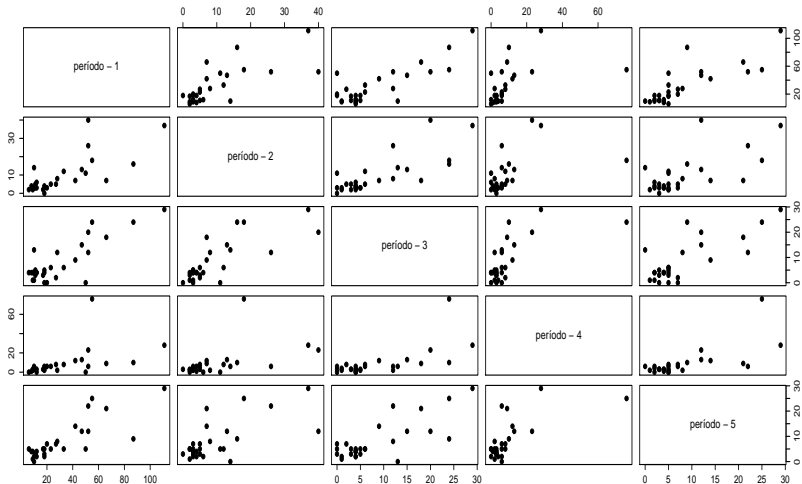 0 10 20 30 40
0 20 40 60
período – 1
20 60 100
0 10 30
período – 2
período – 3
0 10 20 30
0 20 60
período – 4
período – 5
0 10 20 30
20 40 60 80 100
0 5 10 15 20 25 30
0 5 10 15 20 25 30